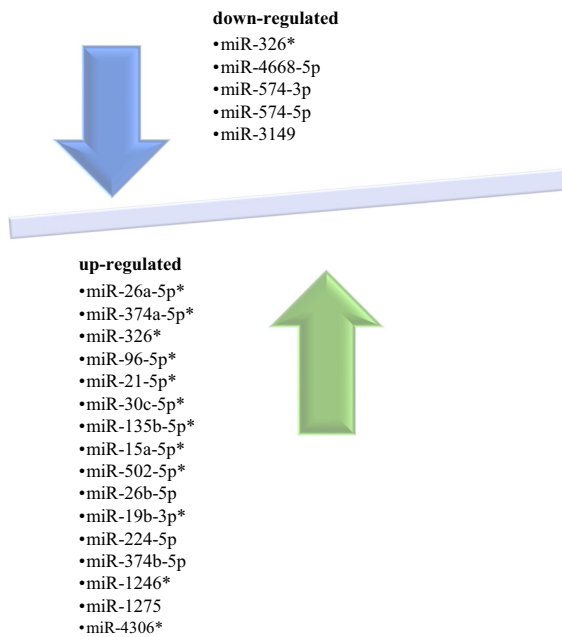 down-regulated
•miR-326*
•miR-4668-5p
•miR-574-3p
•miR-574-5p
•miR-3149
up-regulated
•miR-26a-5p*
•miR-374a-5p*
•miR-326*
•miR-96-5p*
•miR-21-5p*
•miR-30c-5p*
•miR-135b-5p*
•miR-15a-5p*
•miR-502-5p*
•miR-26b-5p
•miR-19b-3p*
•miR-224-5p
•miR-374b-5p
•miR-1246*
•miR-1275
•miR-4306*